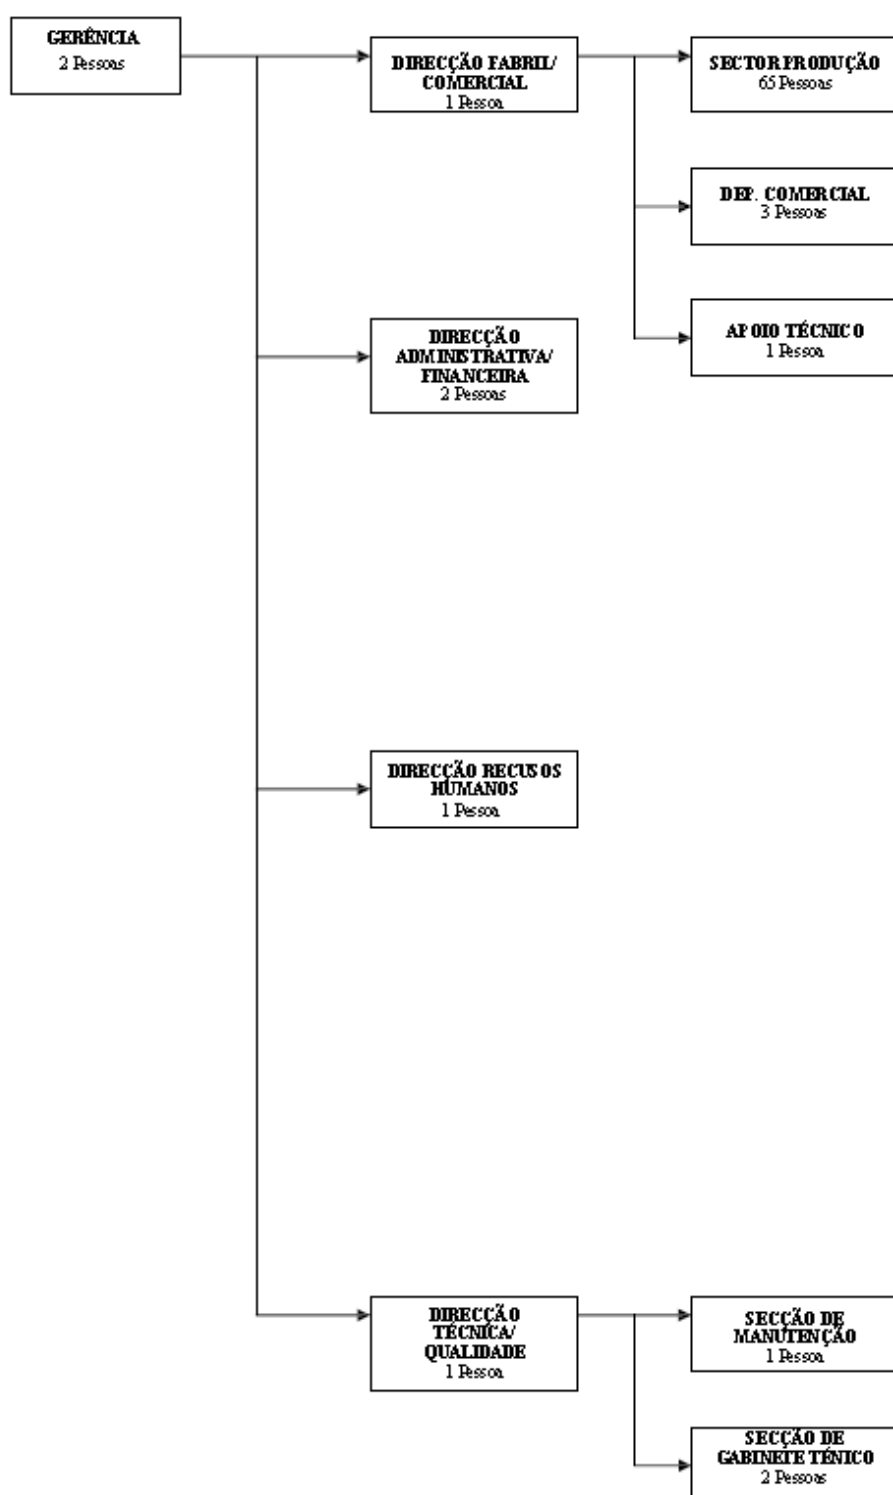 GERÊNCIA
2 Pessoas
DIRECÇÃO FABRIL/
COMERCIAL
1 Pessoa
SECTOR PRODUÇÃO
65 Pessoas
DEP. COMERCIAL
3 Pessoas
APOIO TÉCNICO
1 Pessoa
DIRECÇÃO
ADMINISTRATIVA/
FINANCEIRA
2 Pessoas
DIRECÇÃO RECUSOS
HUMANOS
1 Pessoa
DIRECÇÃO
TÉCNICA/
QUALIDADE
1 Pessoa
SECÇÃO DE
MANUTENÇÃO
1 Pessoa
SECÇÃO DE
GABINETE TÉNICO
2 Pessoas